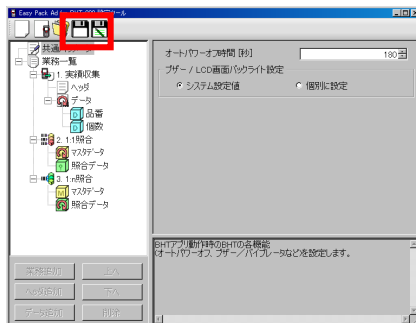 Easy Pack Ad for BHT-300 設定ツール
共通パラメータ
業務一覧
1. 実績収集
ヘッダ
データ
品番
個数
2. 1:1照合
マスタデータ
照合データ
3. 1:n照合
マスタデータ
照合データ
業務追加
上へ
ヘッダ追加
下へ
データ追加
削除
オートパワーオフ時間 [秒]
180
ブザー / LCD画面バックライト設定
システム設定値
個別に設定
BHTアプリ動作時のBHTの各機能
(オートパワーオフ、ブザー/バイブレータなど)を設定します。